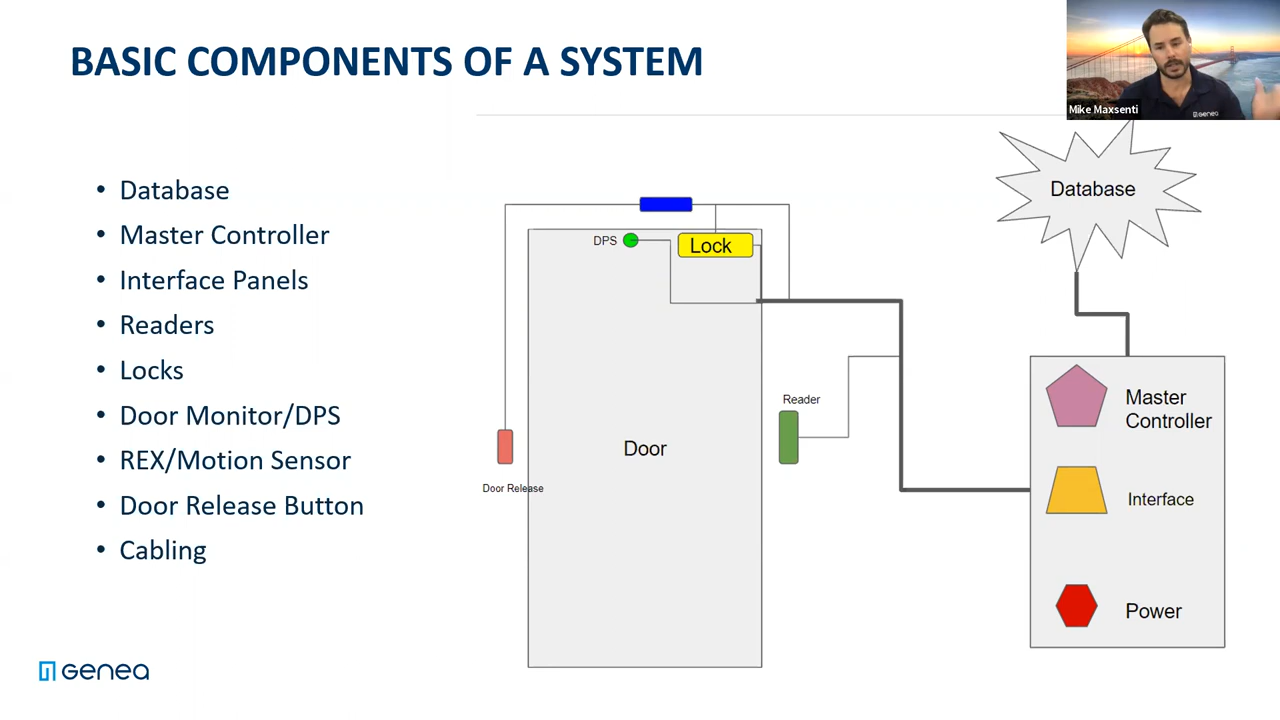 BASIC COMPONENTS OF A SYSTEM
Mike Maxsenti
Genea
• Database
• Master Controller
• Interface Panels
• Readers
• Locks
• Door Monitor/DPS
• REX/Motion Sensor
• Door Release Button
• Cabling
DPS
Lock
Reader
Door
Door Release
Database
Master
Controller
Interface
Power
Genea